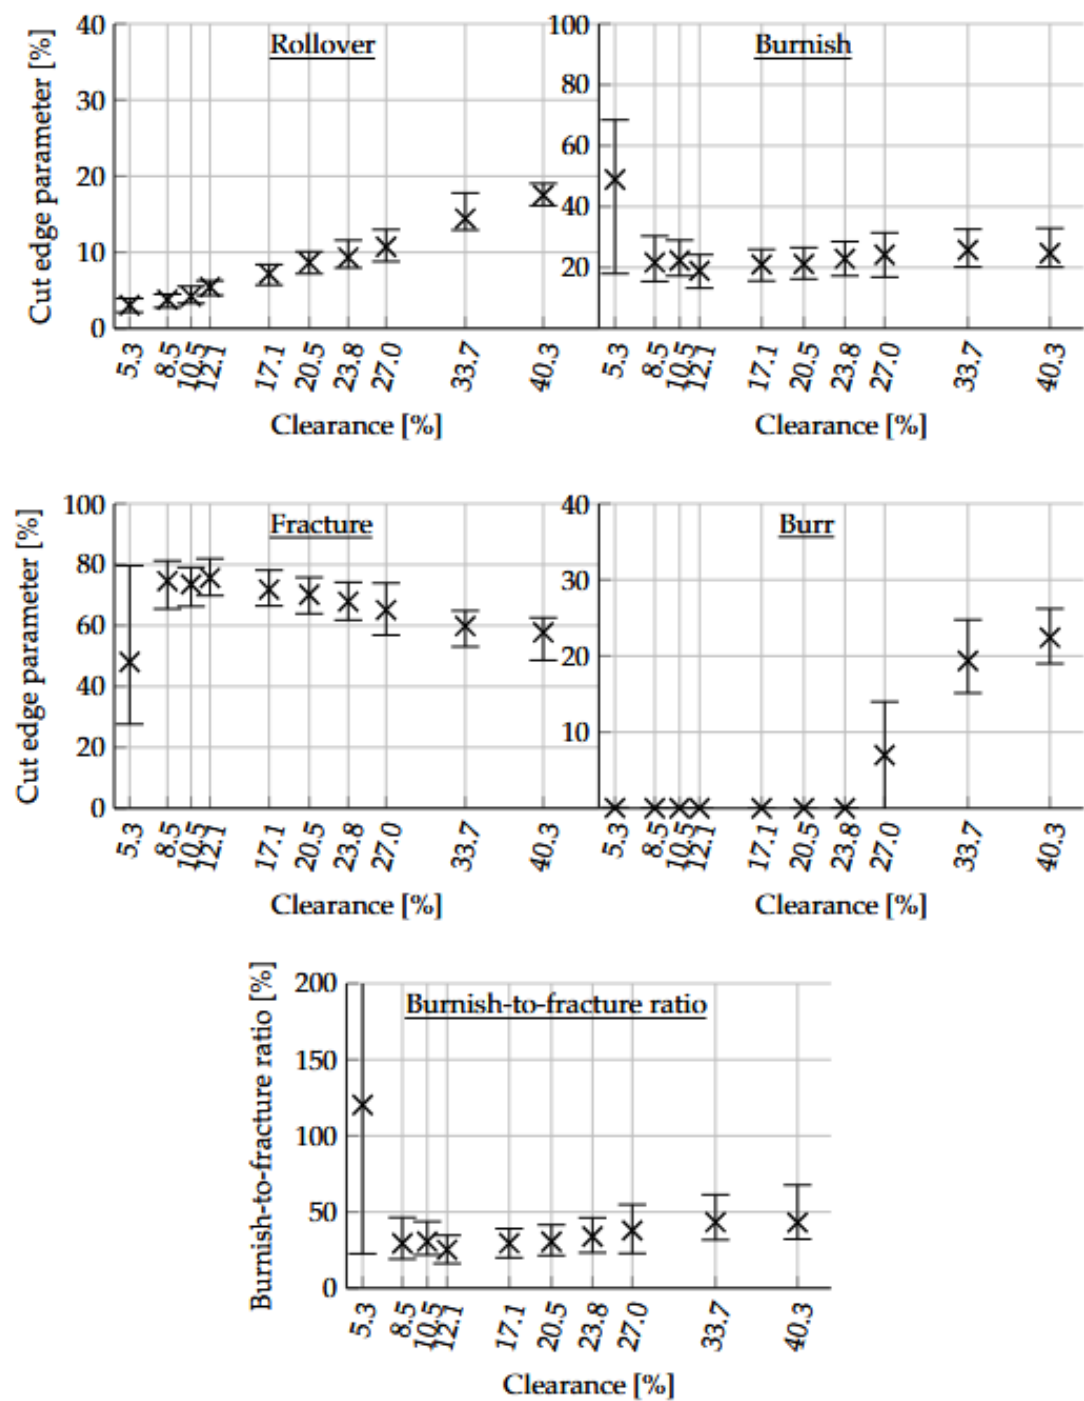 Rollover
Cut edge parameter [%]
40
30
20
10
0
5.3 8.5 10.5 12.1 17.1 20.5 23.8 27.0 33.7 40.3
Clearance [%]
Burnish
100
80
60
40
20
5.3 8.5 10.5 12.1 17.1 20.5 23.8 27.0 33.7 40.3
Clearance [%]
Fracture
Cut edge parameter [%]
100
80
60
40
20
0
5.3 8.5 10.5 12.1 17.1 20.5 23.8 27.0 33.7 40.3
Clearance [%]
Burr
40
30
20
10
5.3 8.5 10.5 12.1 17.1 20.5 23.8 27.0 33.7 40.3
Clearance [%]
Burnish-to-fracture ratio
Burnish-to-fracture ratio [%]
200
150
100
50
0
5.3 8.5 10.5 12.1 17.1 20.5 23.8 27.0 33.7 40.3
Clearance [%]